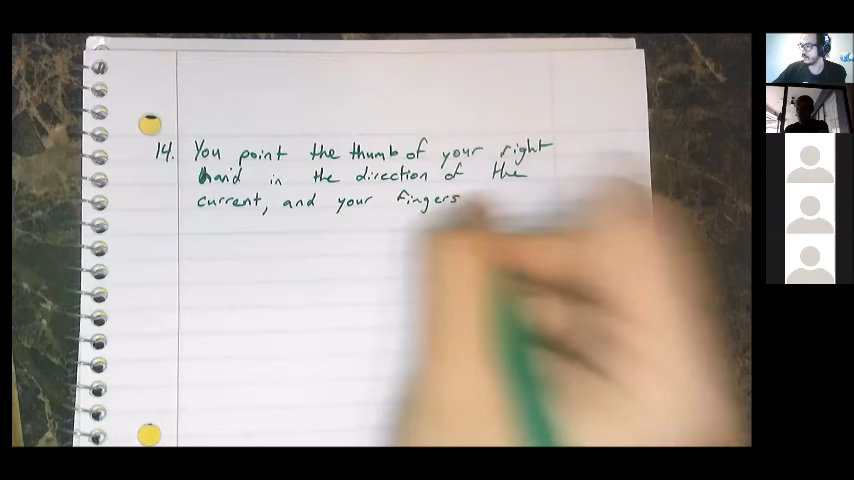 14. You point the thumb of your right
hand in the direction of the
current, and your fingers